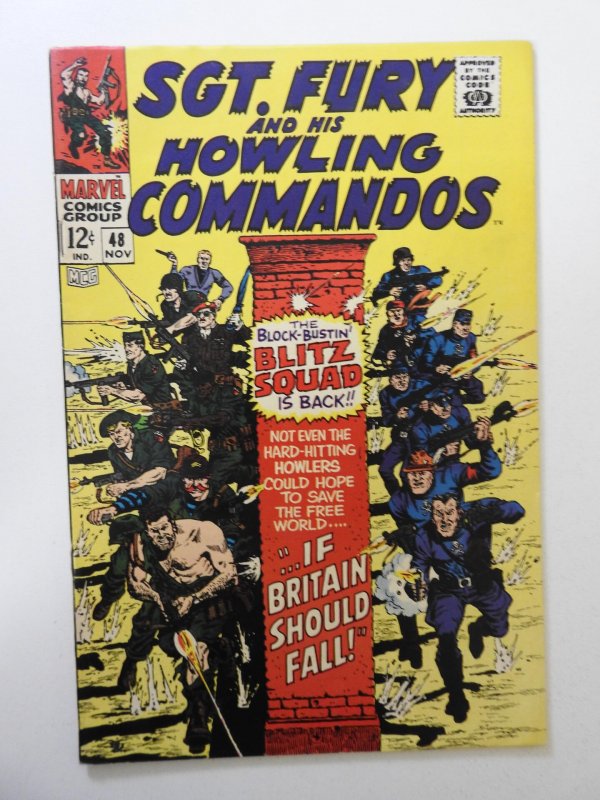 SGT. FURY
AND HIS
HOWLING
COMMANDOS
TM
APPROVED
BY THE
COMICS
CODE
AUTHORITY
MARVEL
COMICS
GROUP
12¢
IND.
48
NOV
MCG
THE
BLOCK-BUSTIN'
BLITZ
SQUAD
IS BACK!!
NOT EVEN THE
HARD-HITTING
HOWLERS
COULD HOPE
TO SAVE
THE FREE
WORLD....
"...IF
BRITAIN
SHOULD
FALL!"